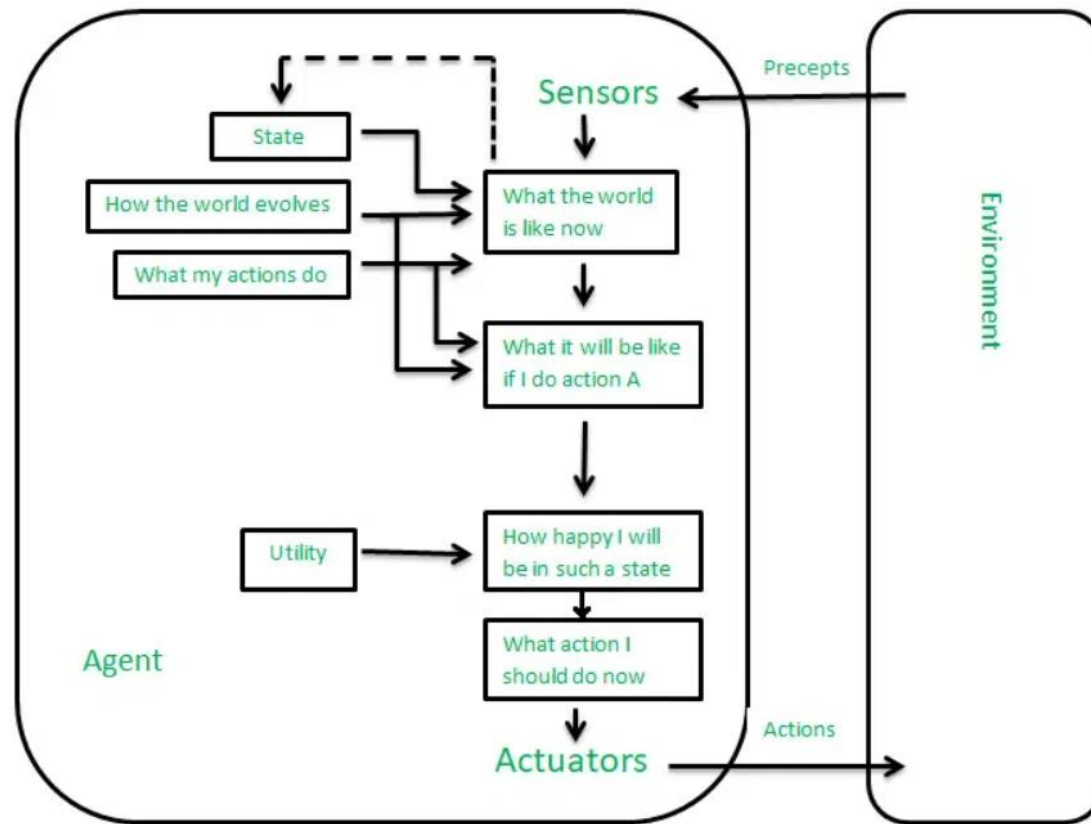 Precepts
Sensors
State
What the world
is like now
How the world evolves
What my actions do
Environment
What it will be like
if I do action A
How happy I will
be in such a state
Utility
What action I
should do now
Agent
Actions
Actuators